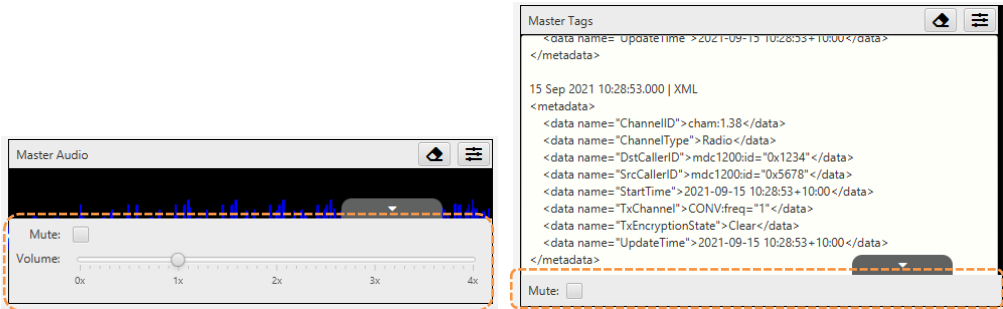 Master Audio
Mute:
Volume:
0x 1x 2x 3x 4x
Master Tags
<data name="UpdateTime">2021-09-15 10:28:53+10:00</data>
</metadata>
15 Sep 2021 10:28:53.000 | XML
<metadata>
<data name="ChannelID">cham:1.38</data>
<data name="ChannelType">Radio</data>
<data name="DstCallerID">mdc1200:id="0x1234"</data>
<data name="SrcCallerID">mdc1200:id="0x5678"</data>
<data name="StartTime">2021-09-15 10:28:53+10:00</data>
<data name="TxChannel">CONV:freq="1"</data>
<data name="TxEncryptionState">Clear</data>
<data name="UpdateTime">2021-09-15 10:28:53+10:00</data>
</metadata>
Mute: